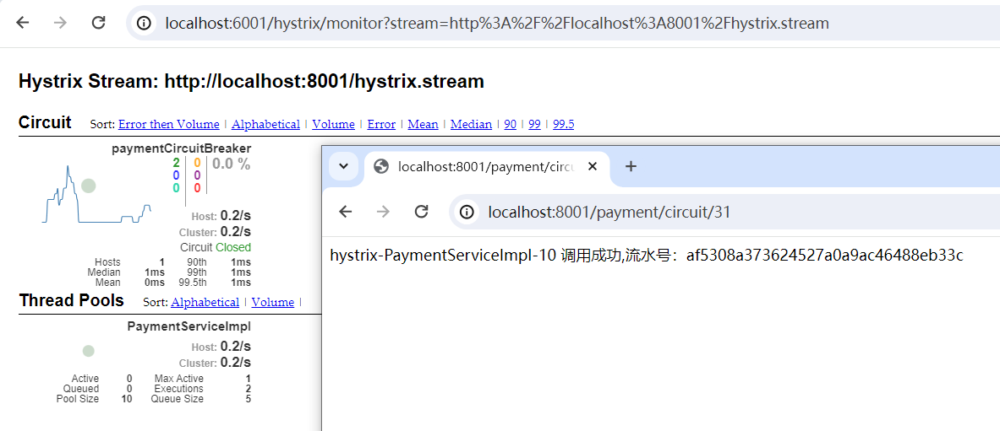 localhost:6001/hystrix/monitor?stream=http%3A%2F%2Flocalhost%3A8001%2Fhystrix.stream
Hystrix Stream: http://localhost:8001/hystrix.stream
Circuit Sort: Error then Volume | Alphabetical | Volume | Error | Mean | Median | 90 | 99 | 99.5
paymentCircuitBreaker
2 0 0.0 %
0 0
0 0
Host: 0.2/s
Cluster: 0.2/s
Circuit Closed
Hosts 1 90th 1ms
Median 1ms 99th 1ms
Mean 0ms 99.5th 1ms
Thread Pools Sort: Alphabetical | Volume |
PaymentServiceImpl
Host: 0.2/s
Cluster: 0.2/s
Active 0 Max Active 1
Queued 0 Executions 2
Pool Size 10 Queue Size 5
localhost:8001/payment/circu
localhost:8001/payment/circuit/31
hystrix-PaymentServiceImpl-10 调用成功,流水号：af5308a373624527a0a9ac46488eb33c